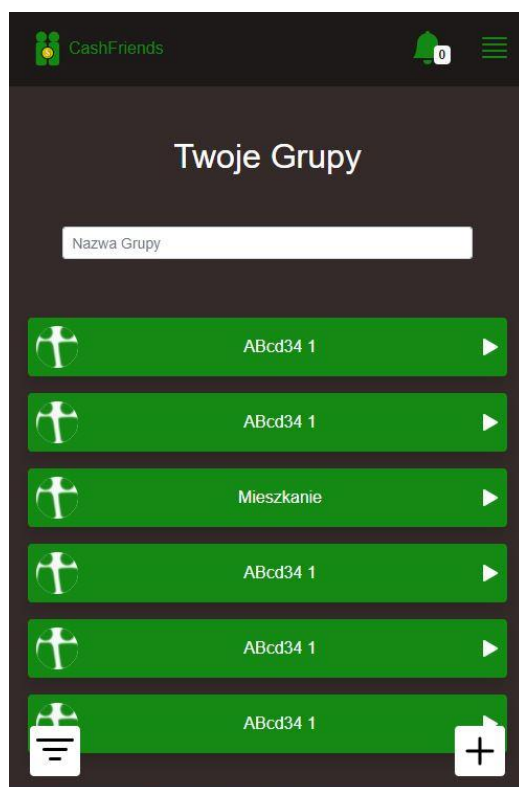 CashFriends
0
Twoje Grupy
Nazwa Grupy
ABcd34 1
ABcd34 1
Mieszkanie
ABcd34 1
ABcd34 1
ABcd34 1